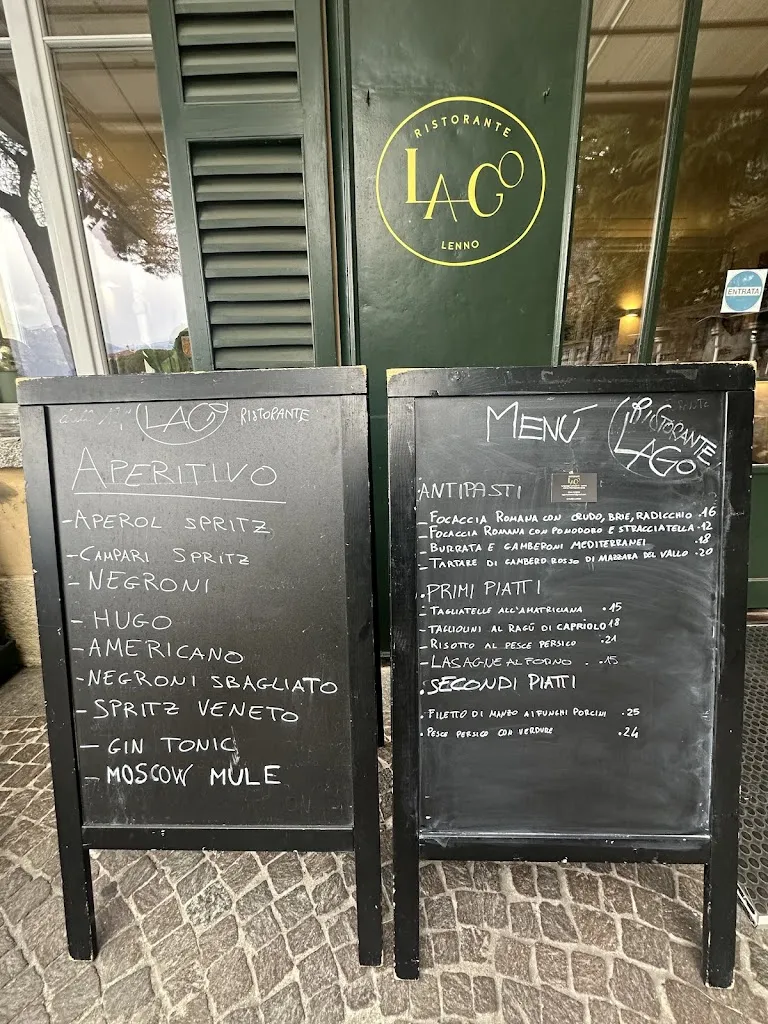 RISTORANTE
LAGO
LENNO
ENTRATA
LAGO RISTORANTE
APERITIVO
- APEROL SPRITZ
- CAMPARI SPRITZ
- NEGRONI
- HUGO
- AMERICANO
- NEGRONI SBAGLIATO
- SPRITZ VENETO
- GIN TONIC
- MOSCOW MULE
MENÚ
RISTORANTE
LAGO
LAGO
ANTIPASTI
- FOCACCIA ROMANA CON CRUDO, BRIE, RADICCHIO .16
- FOCACCIA ROMANA CON POMODORO E STRACCIATELLA .12
- BURRATA E GAMBERONI MEDITERRANEI .18
- TARTARE DI GAMBERO ROSSO DI MAZZARA DEL VALLO .20
.PRIMI PIATTI
- TAGLIATELLE ALL'AMATRICIANA .15
- TAGLIOLINI AL RAGÚ DI CAPRIOLO 18
- RISOTTO AL PESCE PERSICO .21
- LASAGNE AL FORNO .15
.SECONDI PIATTI
. FILETTO DI MANZO AI FUNGHI PORCINI .25
. PESCE PERSICO CON VERDURE .24